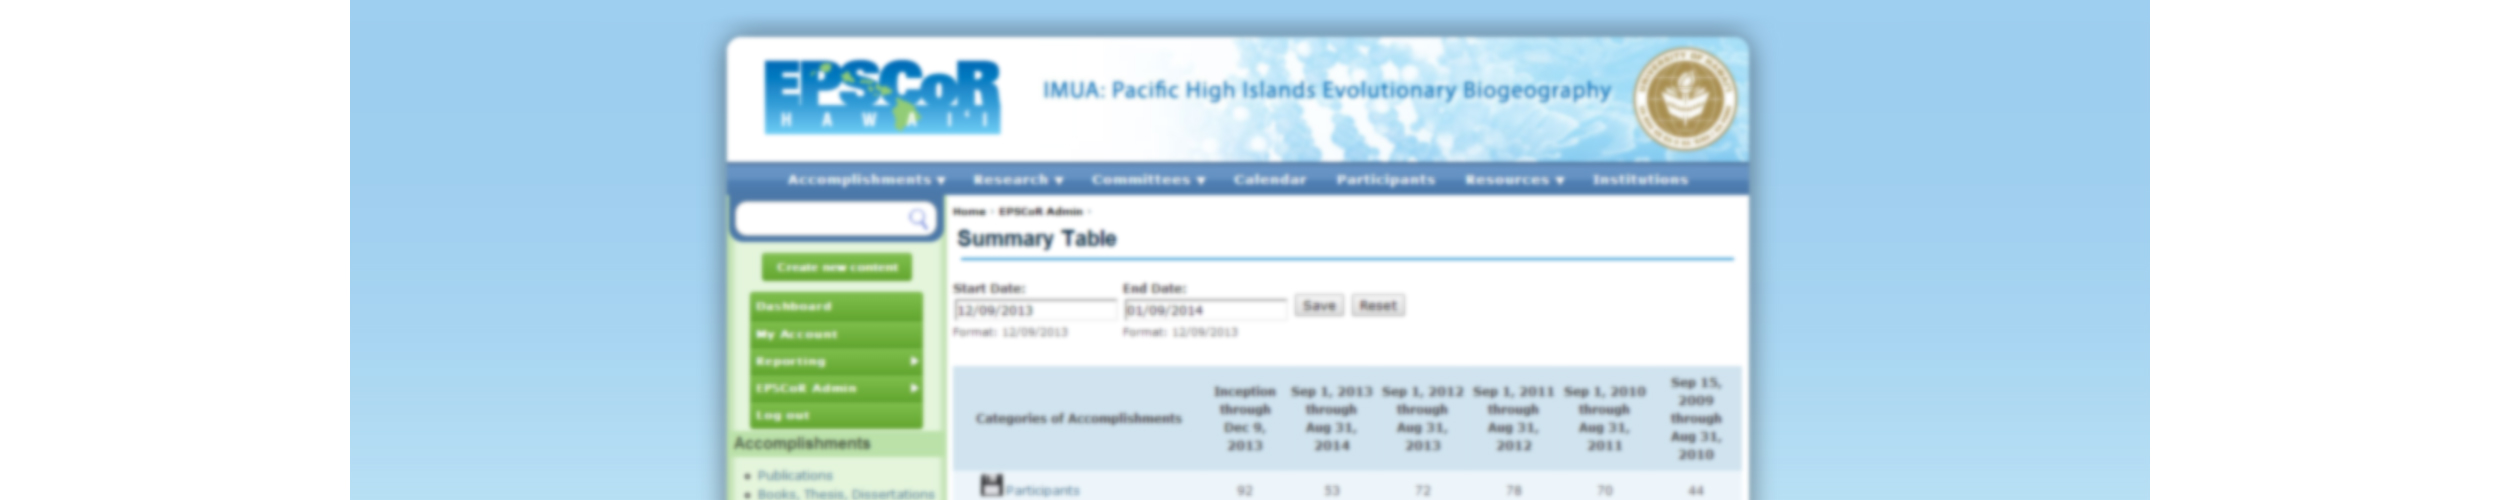 EPSCoR
HAWAI'I
IMUA: Pacific High Islands Evolutionary Biogeography
UNIVERSITY OF HAWAII
Accomplishments ▼ Research ▼ Committees ▼ Calendar Participants Resources ▼ Institutions
Home › EPSCoR Admin ›
Summary Table
Create new content
Start Date: End Date:
12/09/2013 01/09/2014 Save Reset
Format: 12/09/2013 Format: 12/09/2013
Dashboard
My Account
Reporting
EPSCoR Admin
Log out
Accomplishments
• Publications
• Books, Thesis, Dissertations
Categories of Accomplishments
Inception through Dec 9, 2013
Sep 1, 2013 through Aug 31, 2014
Sep 1, 2012 through Aug 31, 2013
Sep 1, 2011 through Aug 31, 2012
Sep 1, 2010 through Aug 31, 2011
Sep 15, 2009 through Aug 31, 2010
Participants 92 53 72 78 70 44